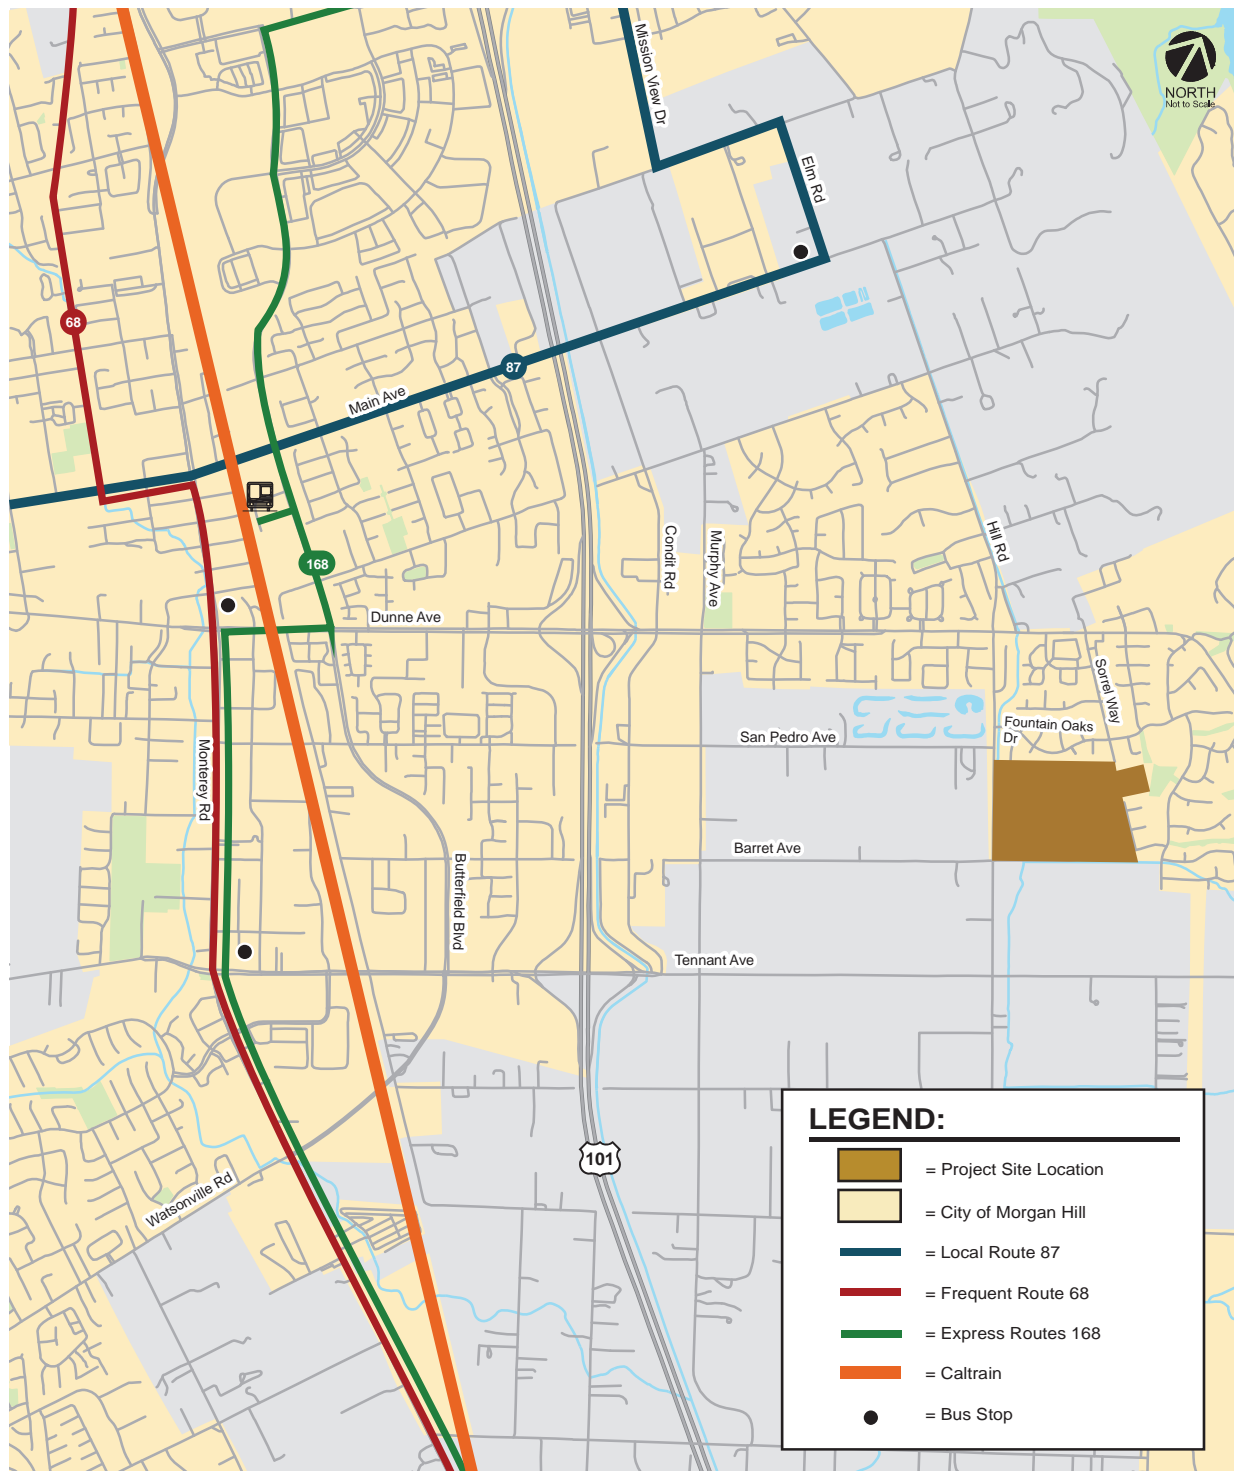 Mission View Dr
NORTH
Not to Scale
Elm Rd
68
87
Main Ave
Hill Rd
Condit Rd
Murphy Ave
168
Dunne Ave
Sorrel Way
Fountain Oaks
Dr
San Pedro Ave
Monterey Rd
Barret Ave
Butterfield Blvd
Tennant Ave
101
Watsonville Rd
LEGEND:
= Project Site Location
= City of Morgan Hill
= Local Route 87
= Frequent Route 68
= Express Routes 168
= Caltrain
= Bus Stop